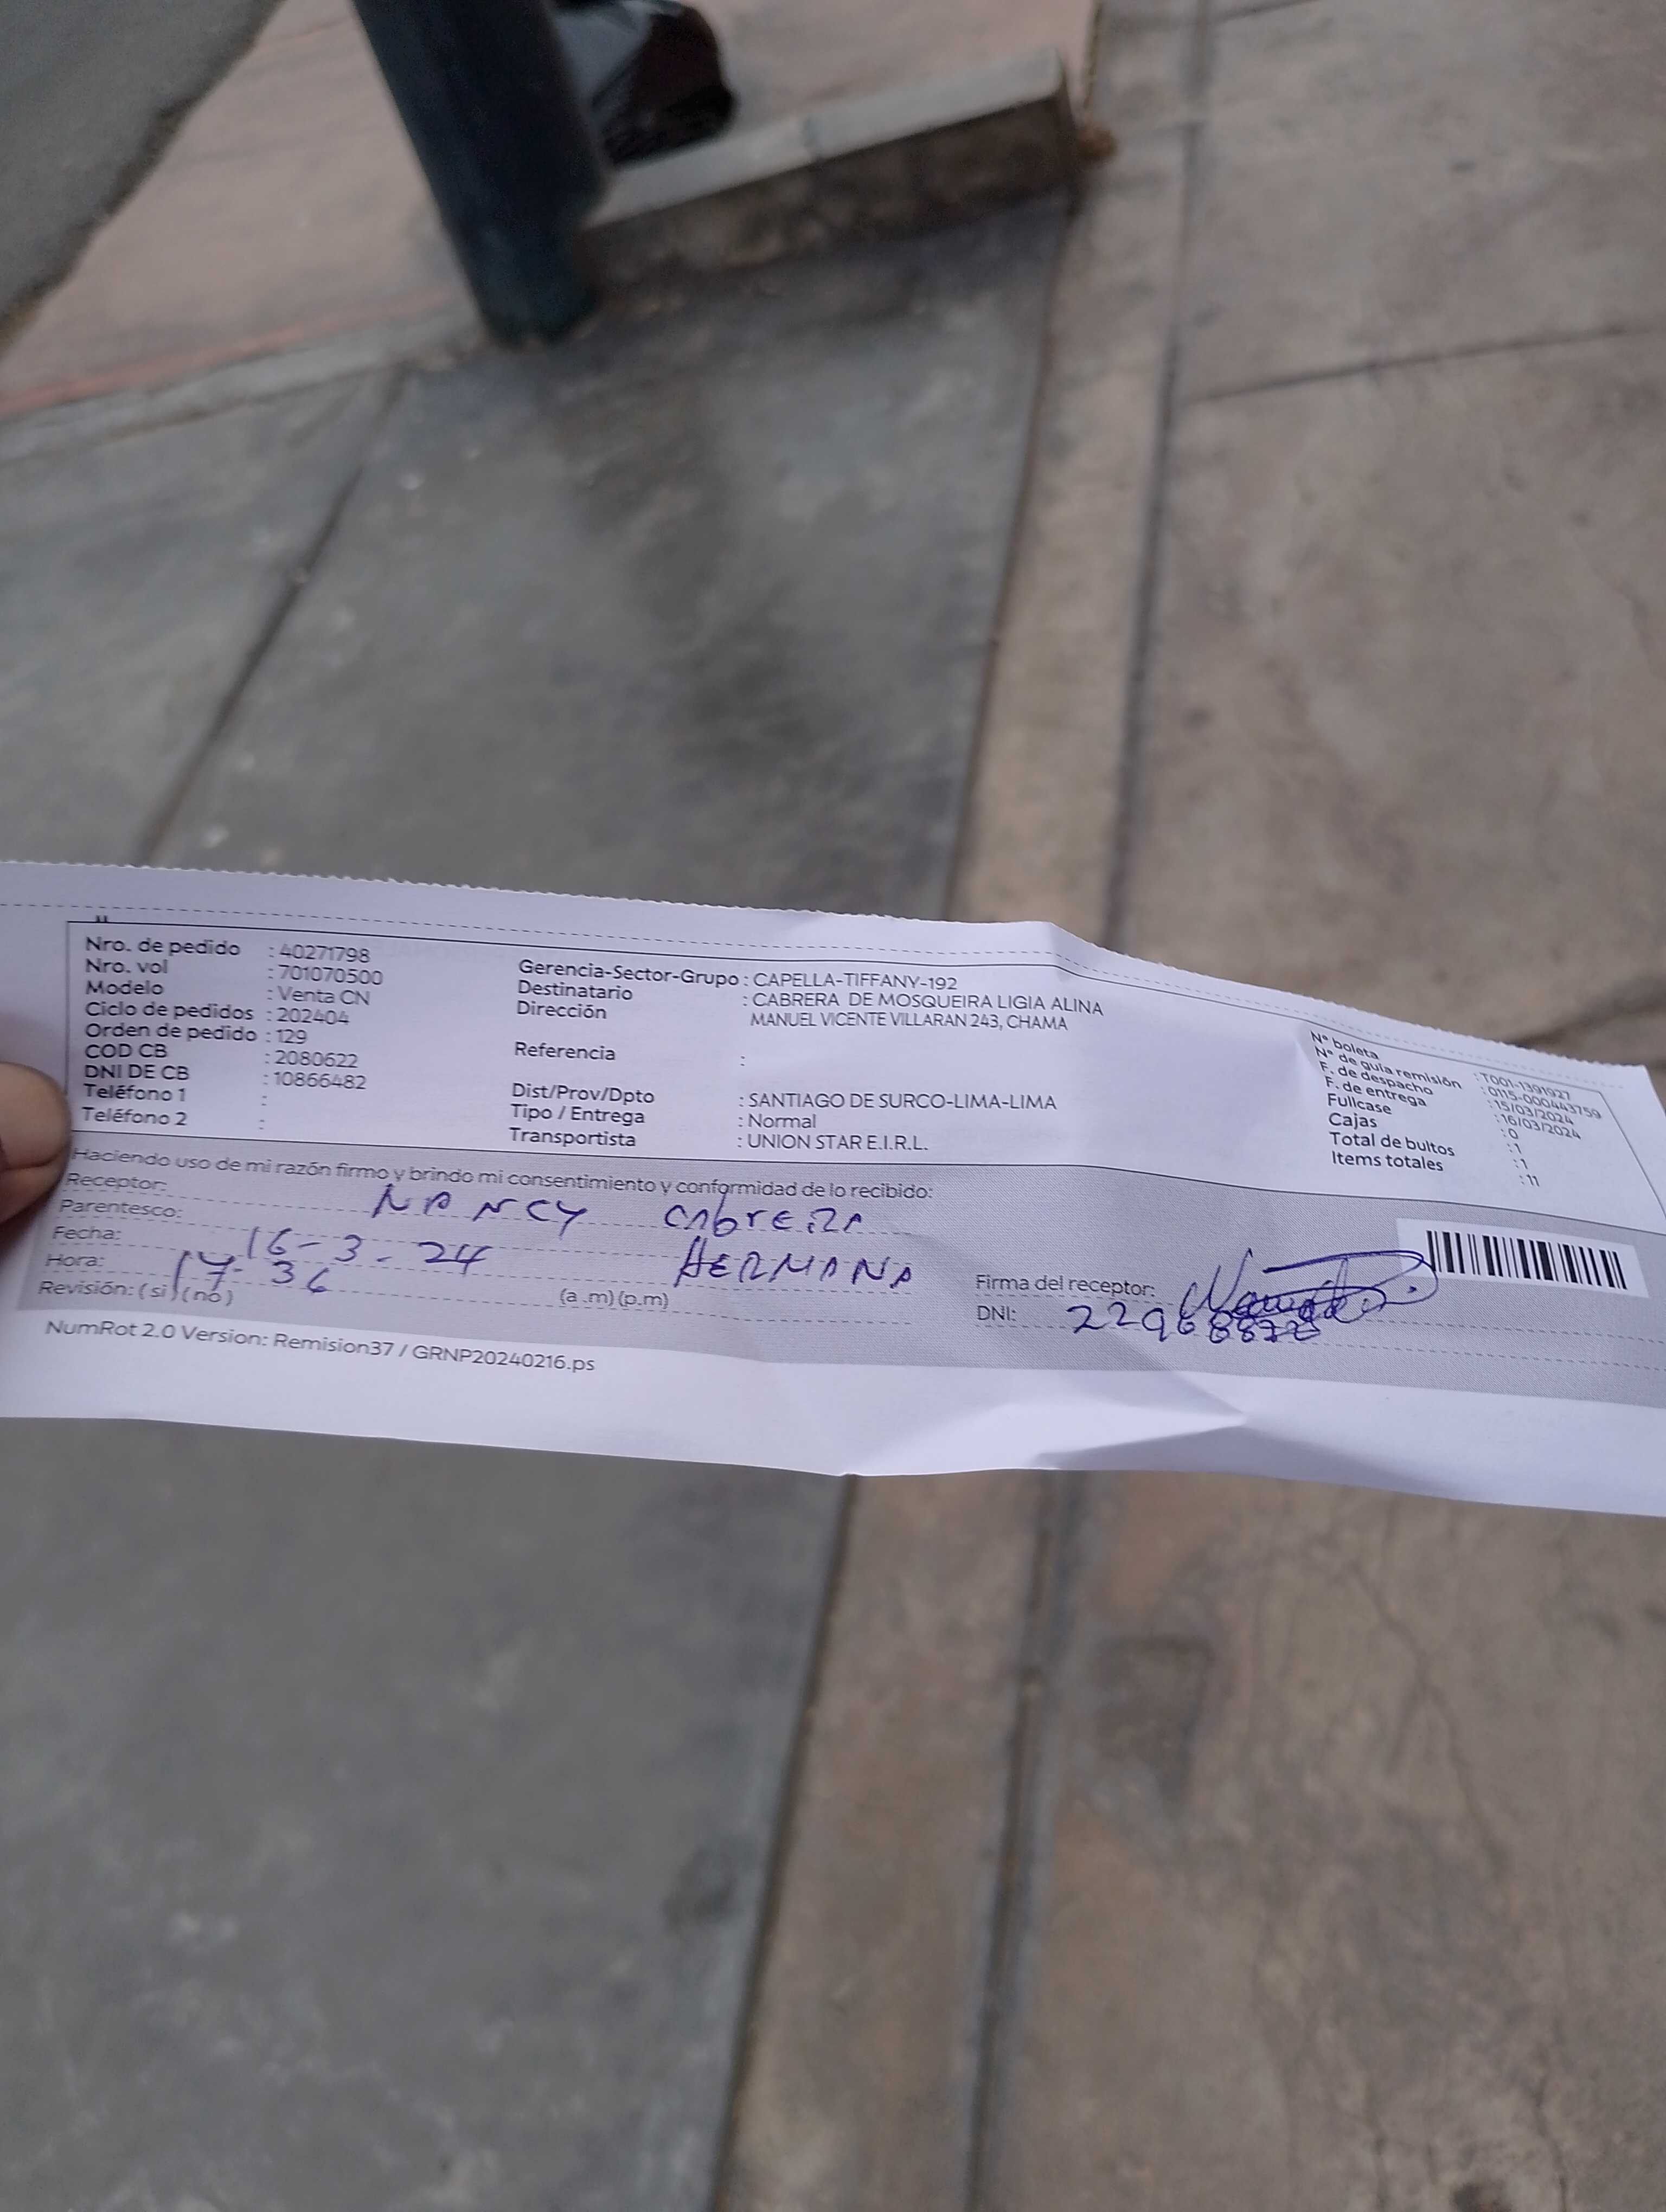 Nro. de pedido : 40271798
Nro. vol : 701070500
Modelo : Venta CN
Ciclo de pedidos : 202404
Orden de pedido : 129
COD CB : 2080622
DNI DE CB : 10866482
Teléfono 1 :
Teléfono 2 :
Gerencia-Sector-Grupo : CAPELLA-TIFFANY-192
Destinatario : CABRERA DE MOSQUEIRA LIGIA ALINA
Dirección MANUEL VICENTE VILLARAN 243, CHAMA
Referencia :
Dist/Prov/Dpto : SANTIAGO DE SURCO-LIMA-LIMA
Tipo / Entrega : Normal
Transportista : UNION STAR E.I.R.L.
N° boleta
N° de guía remisión : T001-1391927
F. de despacho : 0115-000443759
F. de entrega : 15/03/2024
Fullcase : 16/03/2024
Cajas : 0
Total de bultos : 1
Items totales : 1
: 11
Haciendo uso de mi razón firmo y brindo mi consentimiento y conformidad de lo recibido:
Receptor: NANCY CAbrERA
Parentesco: HERMANA
Fecha: 16-3-24
Hora: 17-36 (a.m) (p.m)
Revisión: (si) (no)
Firma del receptor:
DNI:
NumRot 2.0 Version: Remision37 / GRNP20240216.ps